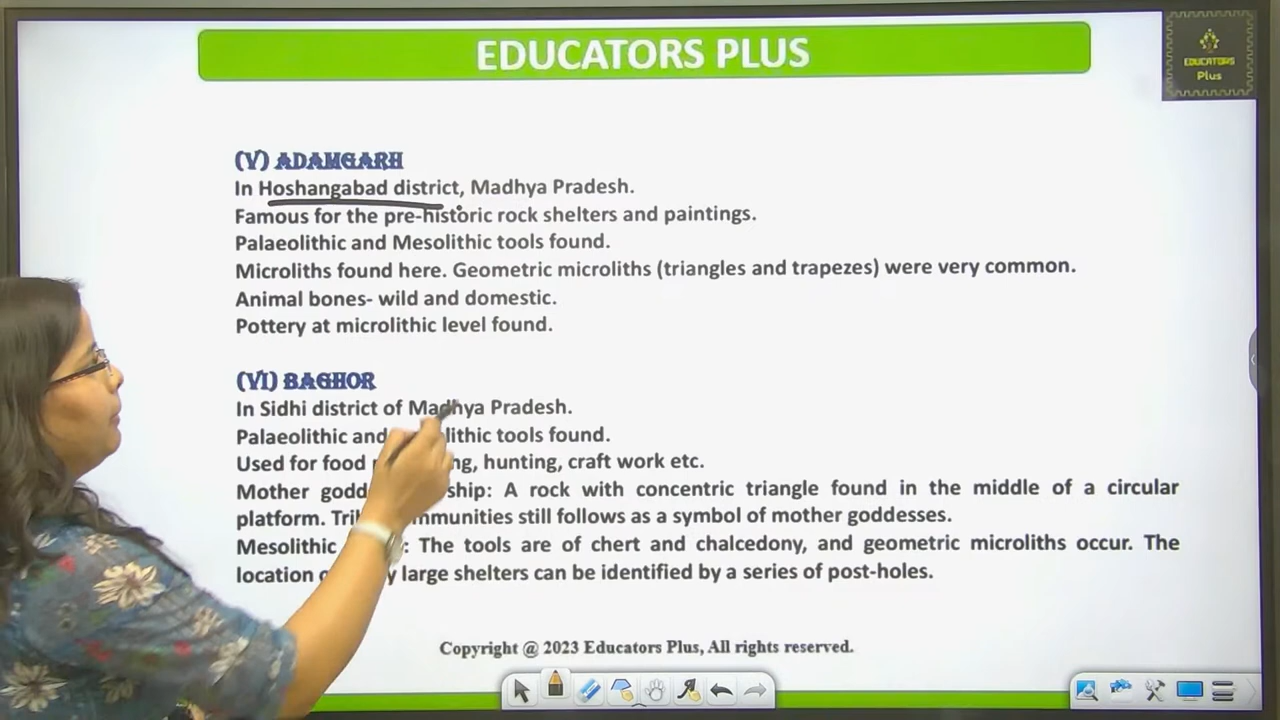 EDUCATORS PLUS
EDUCATORS
Plus
(V) ADAMGARH
In Hoshangabad district, Madhya Pradesh.
Famous for the pre-historic rock shelters and paintings.
Palaeolithic and Mesolithic tools found.
Microliths found here. Geometric microliths (triangles and trapezes) were very common.
Animal bones- wild and domestic.
Pottery at microlithic level found.
(VI) BAGHOR
In Sidhi district of Madhya Pradesh.
Palaeolithic and lithic tools found.
Used for food ng, hunting, craft work etc.
Mother godd ship: A rock with concentric triangle found in the middle of a circular
platform. Tri mmunities still follows as a symbol of mother goddesses.
Mesolithic : The tools are of chert and chalcedony, and geometric microliths occur. The
location y large shelters can be identified by a series of post-holes.
Copyright @ 2023 Educators Plus, All rights reserved.